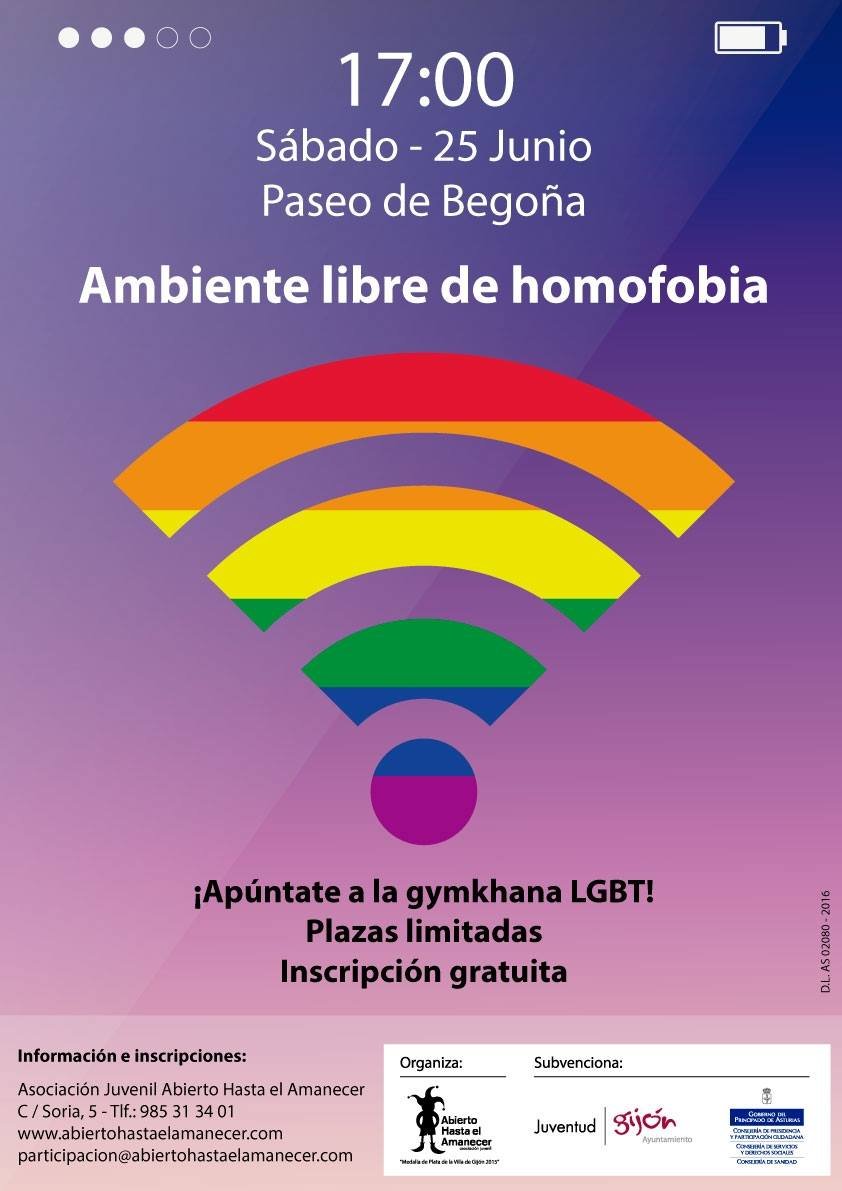 17:00
Sábado - 25 Junio
Paseo de Begoña
Ambiente libre de homofobia
¡Apúntate a la gymkhana LGBT!
Plazas limitadas
Inscripción gratuita
D.L. AS 02080 - 2016
Información e inscripciones:
Asociación Juvenil Abierto Hasta el Amanecer
C / Soria, 5 - Tlf.: 985 31 34 01
www.abiertohastaelamanecer.com
participacion@abiertohastaelamanecer.com
Organiza:
Abierto
Hasta el
Amanecer
asociación juvenil
"Medalla de Plata de la Villa de Gijón 2015"
Subvenciona:
Juventud
gijón
Ayuntamiento
GOBIERNO DEL
PRINCIPADO DE ASTURIAS
CONSEJERÍA DE PRESIDENCIA
Y PARTICIPACIÓN CIUDADANA
CONSEJERÍA DE SERVICIOS
Y DERECHOS SOCIALES
CONSEJERÍA DE SANIDAD